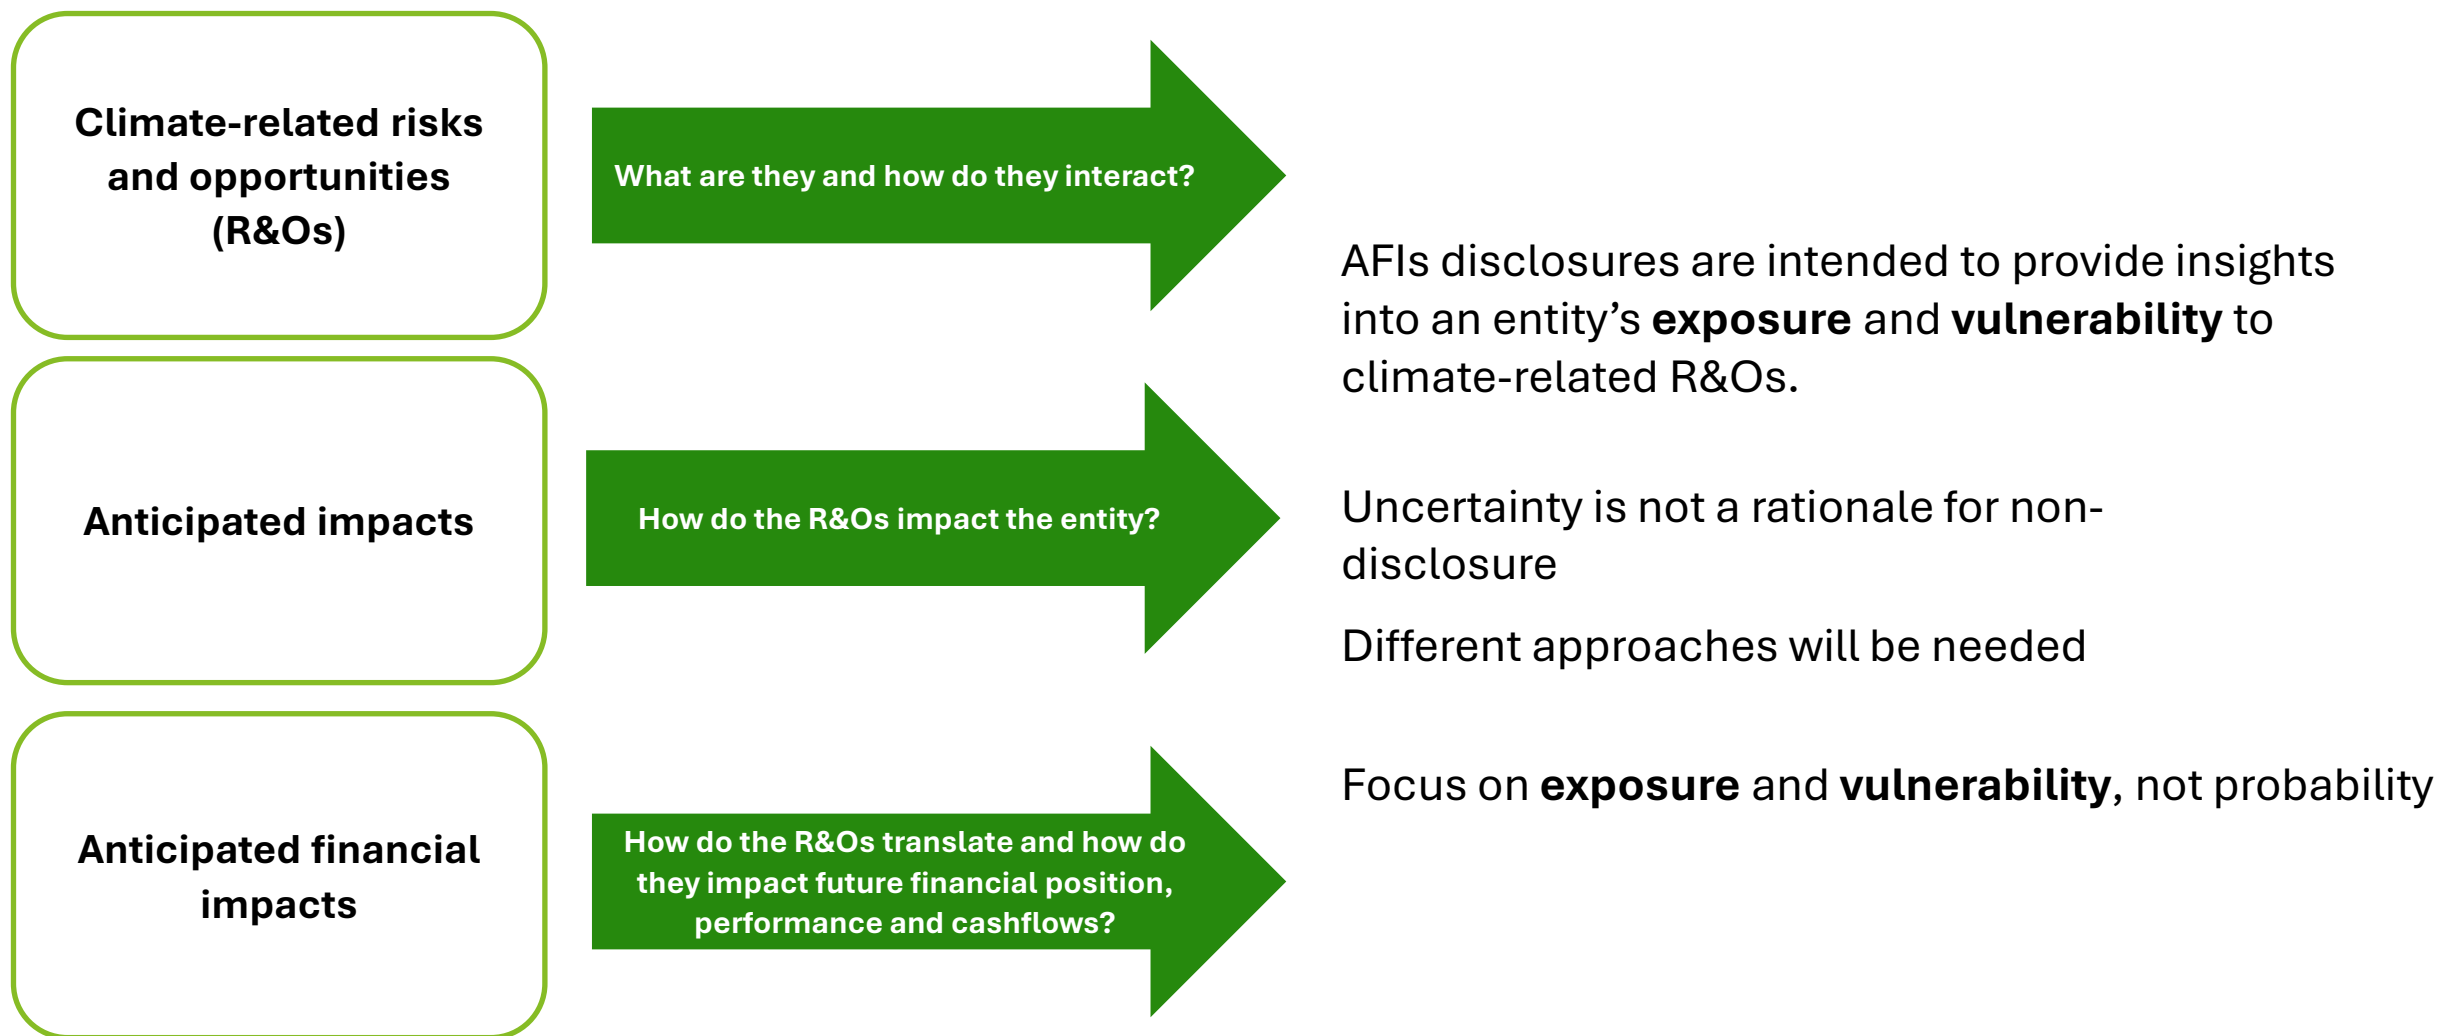 Climate-related risks
and opportunities
(R&Os)
What are they and how do they interact?
Anticipated impacts
How do the R&Os impact the entity?
Anticipated financial
impacts
How do the R&Os translate and how do
they impact future financial position,
performance and cashflows?
AFIs disclosures are intended to provide insights
into an entity’s exposure and vulnerability to
climate-related R&Os.
Uncertainty is not a rationale for non-
disclosure
Different approaches will be needed
Focus on exposure and vulnerability, not probability